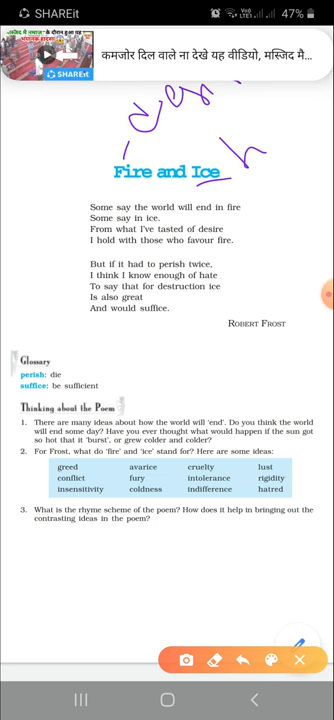 SHAREit
47%
मस्जिद मैं नमाज़ के दौरान हुआ यह
भयानक हादसा
SHAREit
कमजोर दिल वाले ना देखे यह वीडियो, मस्जिद मै...
Fire and Ice
Some say the world will end in fire
Some say in ice.
From what I've tasted of desire
I hold with those who favour fire.
But if it had to perish twice,
I think I know enough of hate
To say that for destruction ice
Is also great
And would suffice.
ROBERT FROST
Glossary
perish: die
suffice: be sufficient
Thinking about the Poem
1. There are many ideas about how the world will 'end'. Do you think the
world will end some day? Have you ever thought what would happen if the sun got
so hot that it 'burst', or grew colder and colder?
2. For Frost, what do 'fire' and 'ice' stand for? Here are some ideas:
greed avarice cruelty lust
conflict fury intolerance rigidity
insensitivity coldness indifference hatred
3. What is the rhyme scheme of the poem? How does it help in bringing out the
contrasting ideas in the poem?